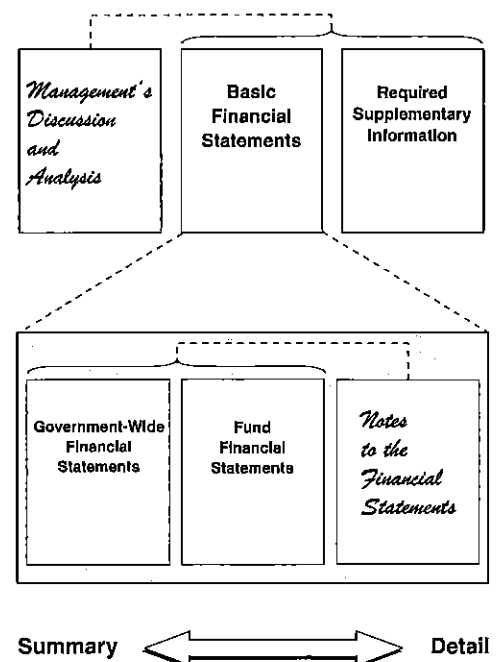 Management's
Discussion
and
Analysis
Basic
Financial
Statements
Required
Supplementary
Information
Government-Wide
Financial
Statements
Fund
Financial
Statements
Notes
to the
Financial
Statements
Summary
Detail